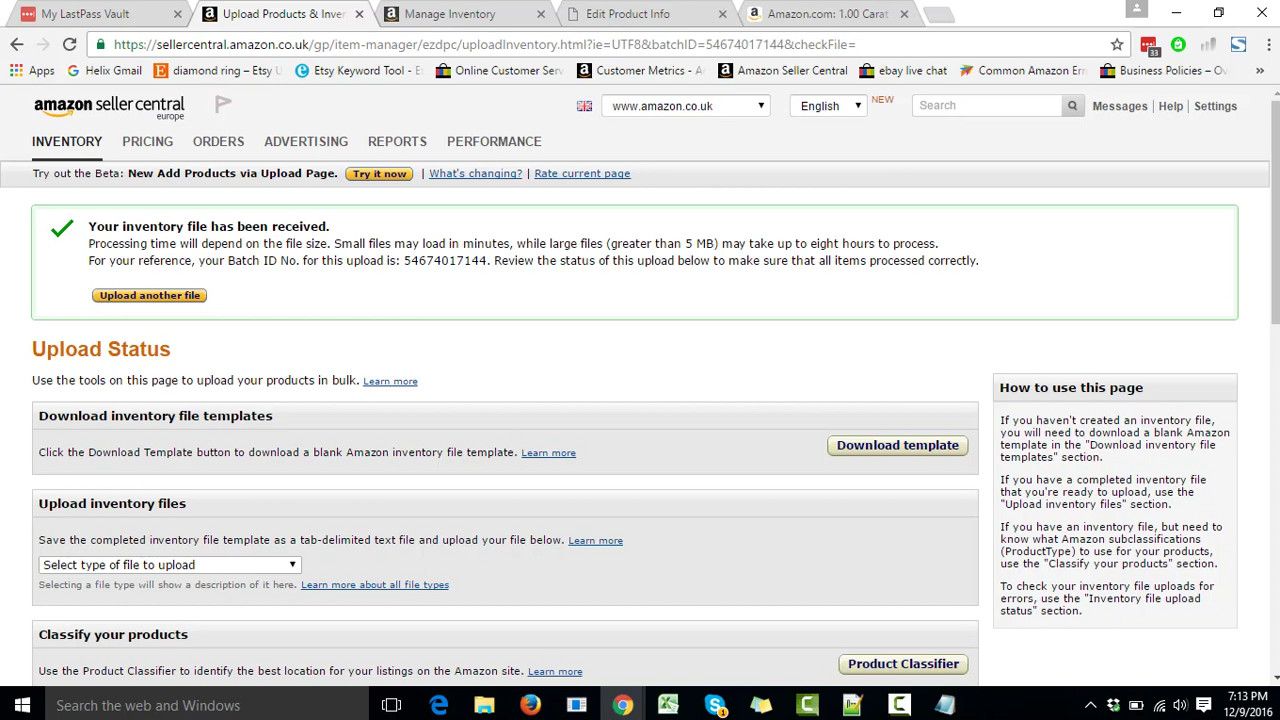 My LastPass Vault
Upload Products & Inver
Manage Inventory
Edit Product Info
Amazon.com: 1.00 Carat
https://sellercentral.amazon.co.uk/gp/item-manager/ezdpc/uploadInventory.html?ie=UTF8&batchID=54674017144&checkFile=
33
Apps
Helix Gmail
diamond ring – Etsy U
Etsy Keyword Tool - E
Online Customer Serv
Customer Metrics - A
Amazon Seller Central
ebay live chat
Common Amazon Err
Business Policies – Ov
amazon seller central
europe
www.amazon.co.uk
English
NEW
Search
Messages | Help | Settings
INVENTORY PRICING ORDERS ADVERTISING REPORTS PERFORMANCE
Try out the Beta: New Add Products via Upload Page. Try it now | What's changing? | Rate current page
Your inventory file has been received.
Processing time will depend on the file size. Small files may load in minutes, while large files (greater than 5 MB) may take up to eight hours to process.
For your reference, your Batch ID No. for this upload is: 54674017144. Review the status of this upload below to make sure that all items processed correctly.
Upload another file
Upload Status
Use the tools on this page to upload your products in bulk. Learn more
Download inventory file templates
Click the Download Template button to download a blank Amazon inventory file template. Learn more
Download template
Upload inventory files
Save the completed inventory file template as a tab-delimited text file and upload your file below. Learn more
Select type of file to upload
Selecting a file type will show a description of it here. Learn more about all file types
Classify your products
Use the Product Classifier to identify the best location for your listings on the Amazon site. Learn more
Product Classifier
How to use this page
If you haven't created an inventory file,
you will need to download a blank Amazon
template in the "Download inventory file
templates" section.
If you have a completed inventory file
that you're ready to upload, use the
"Upload inventory files" section.
If you have an inventory file, but need to
know what Amazon subclassifications
(ProductType) to use for your products,
use the "Classify your products" section.
To check your inventory file uploads for
errors, use the "Inventory file upload
status" section.
Search the web and Windows
7:13 PM
12/9/2016